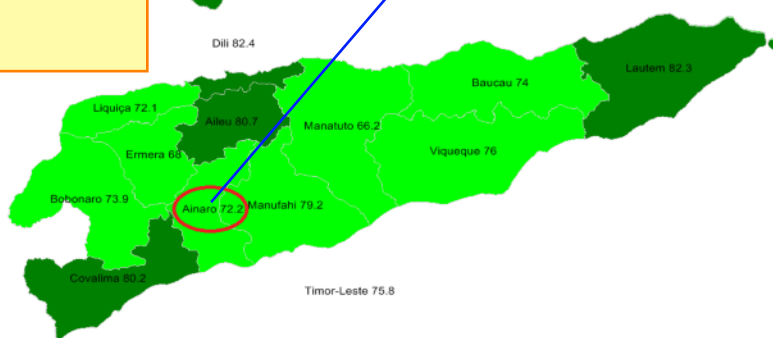 Dili 82.4
Lautem 82.3
Baucau 74
Liquiça 72.1
Aileu 80.7
Manatuto 66.2
Ermera 68
Viqueque 76
Bobonaro 73.9
Ainaro 72.2
Manufahi 79.2
Covalima 80.2
Timor-Leste 75.8